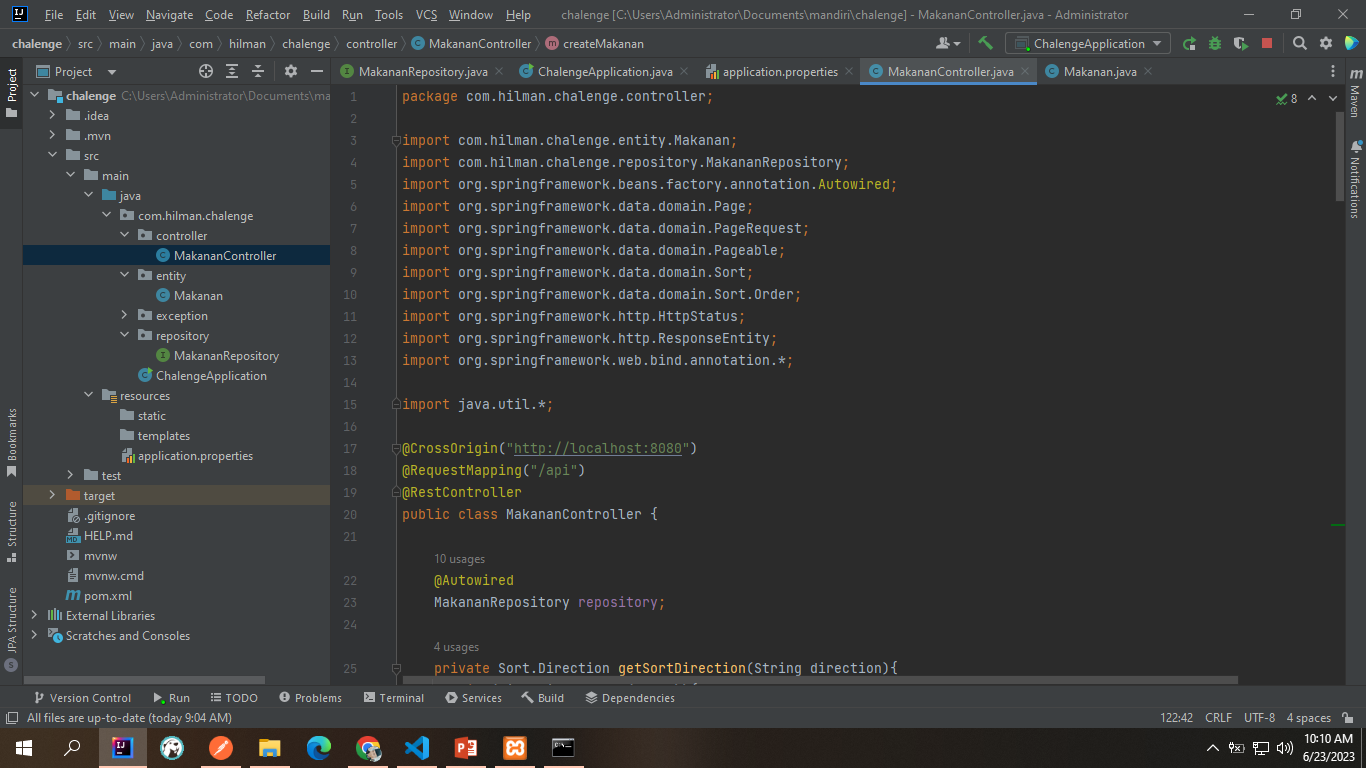 File Edit View Navigate Code Refactor Build Run Tools VCS Window Help chalenge [C:\Users\Administrator\Documents\mandiri\chalenge] - MakananController.java - Administrator
chalenge src main java com hilman chalenge controller MakananController createMakanan ChalengeApplication
Project
MakananRepository.java ChalengeApplication.java application.properties MakananController.java Makanan.java
Project
Bookmarks
Structure
JPA Structure
chalenge C:\Users\Administrator\Documents\ma
.idea
.mvn
src
main
java
com.hilman.chalenge
controller
MakananController
entity
Makanan
exception
repository
MakananRepository
ChalengeApplication
resources
static
templates
application.properties
test
target
.gitignore
HELP.md
mvnw
mvnw.cmd
pom.xml
External Libraries
Scratches and Consoles
8
1 package com.hilman.chalenge.controller;
2
3 import com.hilman.chalenge.entity.Makanan;
4 import com.hilman.chalenge.repository.MakananRepository;
5 import org.springframework.beans.factory.annotation.Autowired;
6 import org.springframework.data.domain.Page;
7 import org.springframework.data.domain.PageRequest;
8 import org.springframework.data.domain.Pageable;
9 import org.springframework.data.domain.Sort;
10 import org.springframework.data.domain.Sort.Order;
11 import org.springframework.http.HttpStatus;
12 import org.springframework.http.ResponseEntity;
13 import org.springframework.web.bind.annotation.*;
14
15 import java.util.*;
16
17 @CrossOrigin("http://localhost:8080")
18 @RequestMapping("/api")
19 @RestController
20 public class MakananController {
21
10 usages
22 @Autowired
23 MakananRepository repository;
24
4 usages
25 private Sort.Direction getSortDirection(String direction){
Maven
Notifications
Version Control Run TODO Problems Terminal Services Build Dependencies
All files are up-to-date (today 9:04 AM) 122:42 CRLF UTF-8 4 spaces
10:10 AM
6/23/2023